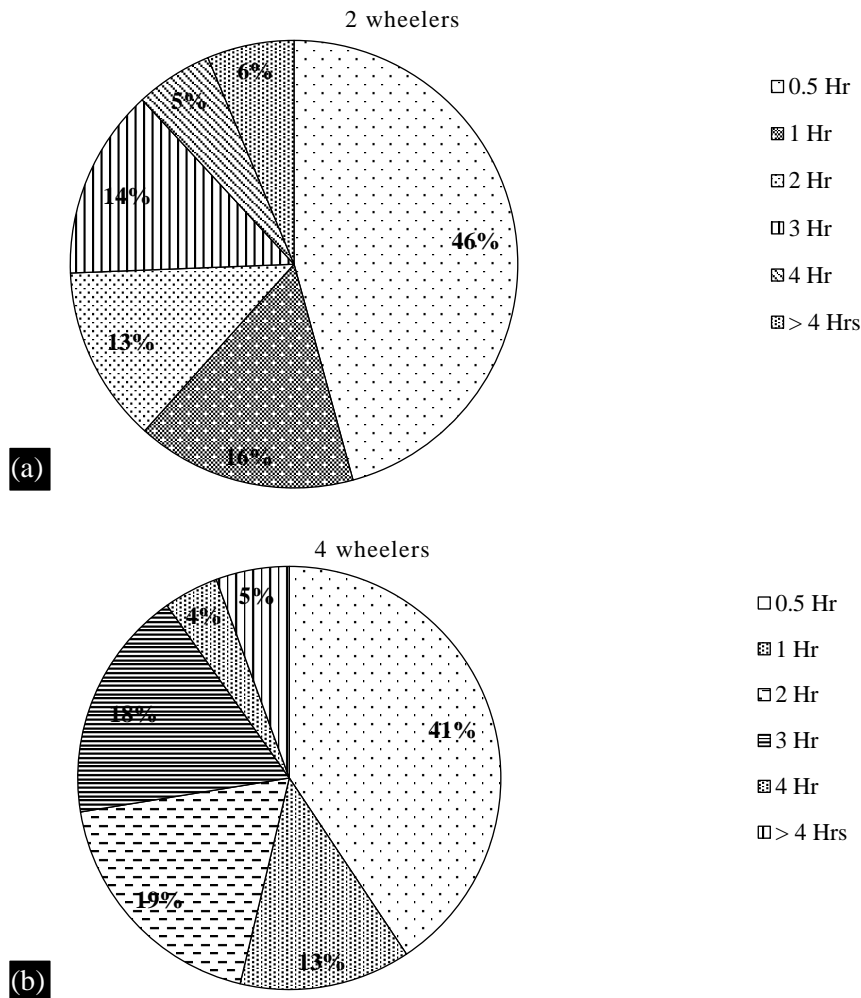 2 wheelers
6%
5%
14%
46%
13%
16%
0.5 Hr
1 Hr
2 Hr
3 Hr
4 Hr
> 4 Hrs
(a)
4 wheelers
5%
4%
18%
41%
19%
13%
0.5 Hr
1 Hr
2 Hr
3 Hr
4 Hr
> 4 Hrs
(b)